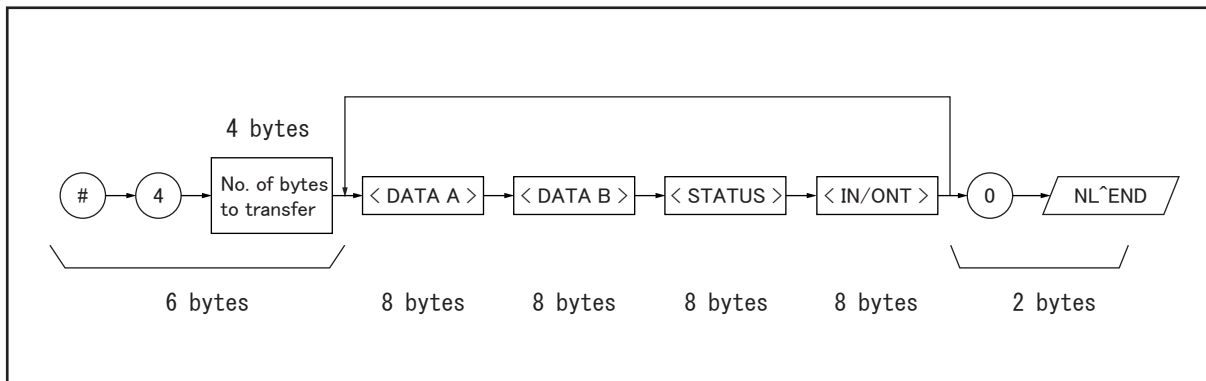 4 bytes
# 4 No. of bytes to transfer < DATA A > < DATA B > < STATUS > < IN/ONT > 0 NL^END
6 bytes 8 bytes 8 bytes 8 bytes 8 bytes 2 bytes